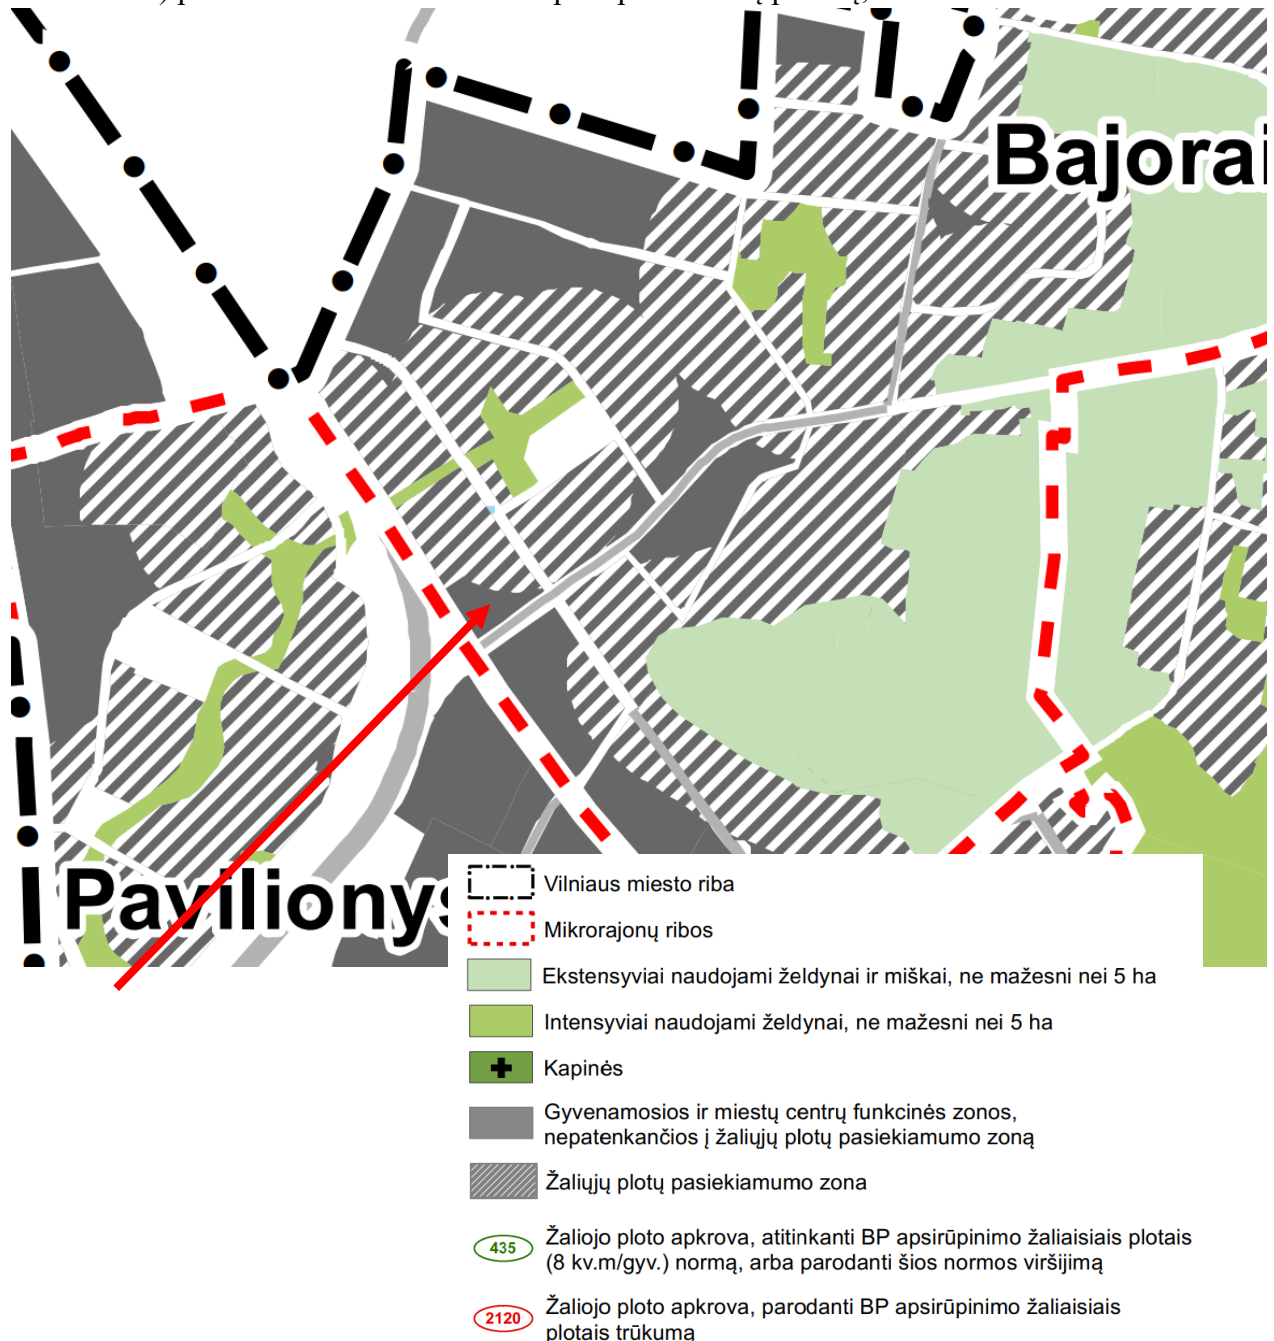 Bajorai
Pavilionys
Vilniaus miesto riba
Mikrorajonų ribos
Ekstensyviai naudojami želdynai ir miškai, ne mažesni nei 5 ha
Intensyviai naudojami želdynai, ne mažesni nei 5 ha
Kapinės
Gyvenamosios ir miestų centrų funkcinės zonos,
nepatenkančios į žaliųjų plotų pasiekiamumo zoną
Žaliųjų plotų pasiekiamumo zona
435
Žaliojo ploto apkrova, atitinkanti BP apsirūpinimo žaliaisiais plotais
(8 kv.m/gyv.) normą, arba parodanti šios normos viršijimą
2120
Žaliojo ploto apkrova, parodanti BP apsirūpinimo žaliaisiais
plotais trūkumą